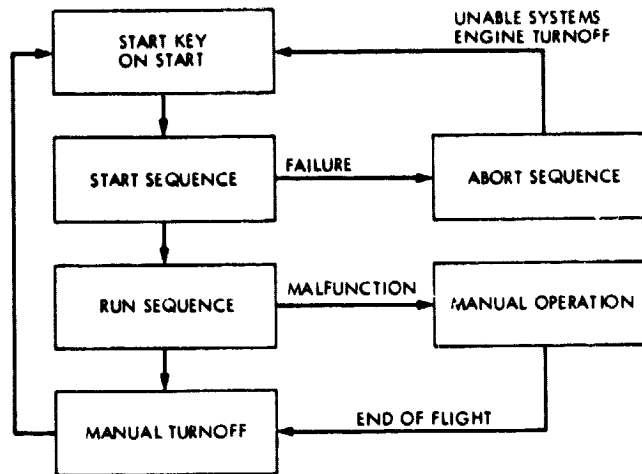 UNABLE SYSTEMS
ENGINE TURNOFF
START KEY
ON START
START SEQUENCE
FAILURE
ABORT SEQUENCE
RUN SEQUENCE
MALFUNCTION
MANUAL OPERATION
MANUAL TURNOFF
END OF FLIGHT